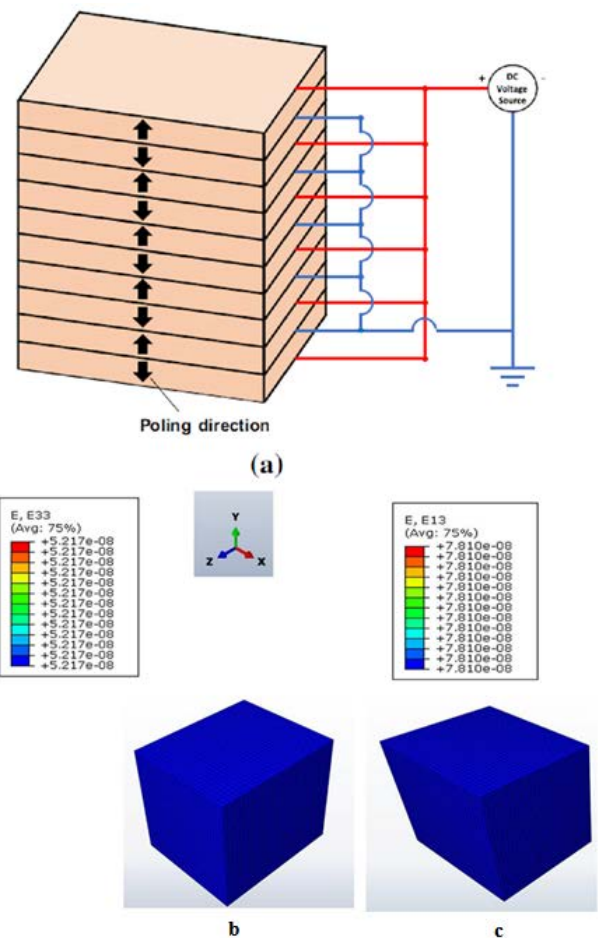 +
DC
Voltage
Source
-
Poling direction
(a)
E, E33
(Avg: 75%)
+5.217e-08
+5.217e-08
+5.217e-08
+5.217e-08
+5.217e-08
+5.217e-08
+5.217e-08
+5.217e-08
+5.217e-08
+5.217e-08
+5.217e-08
+5.217e-08
+5.217e-08
Y
Z
X
E, E13
(Avg: 75%)
+7.810e-08
+7.810e-08
+7.810e-08
+7.810e-08
+7.810e-08
+7.810e-08
+7.810e-08
+7.810e-08
+7.810e-08
+7.810e-08
+7.810e-08
+7.810e-08
+7.810e-08
b
c